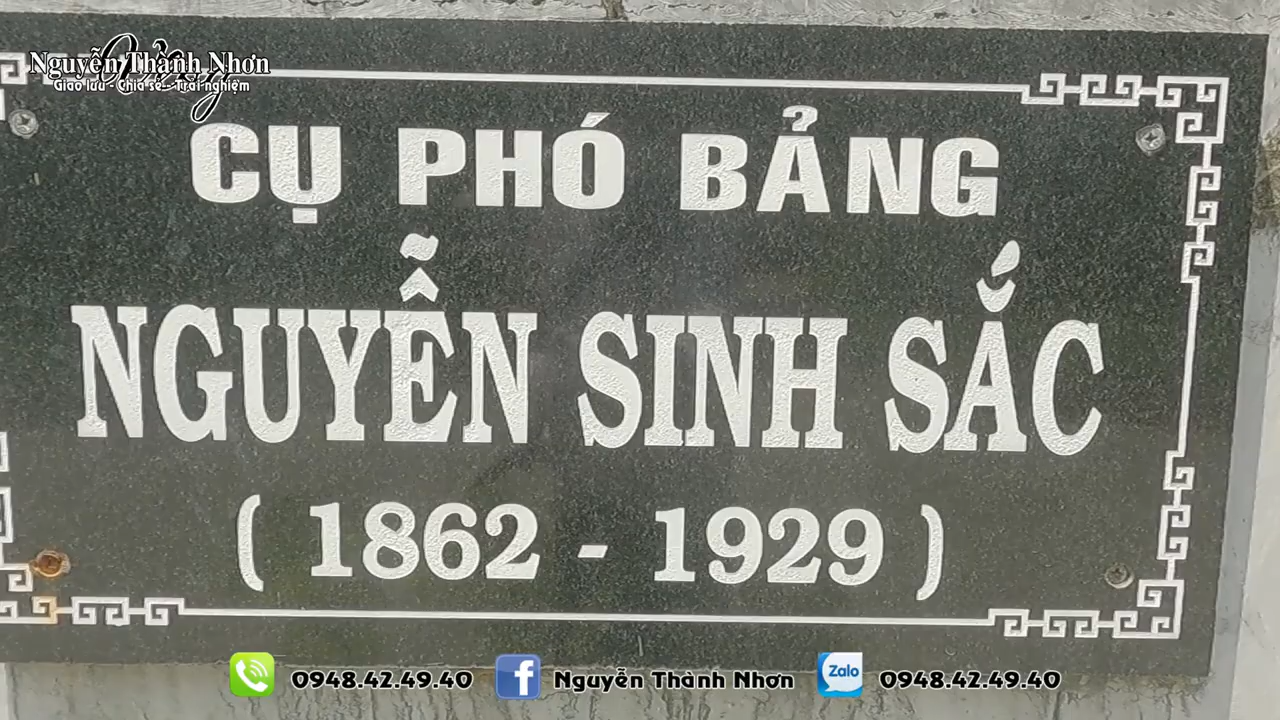 Nguyễn Thành Nhơn
Giao lưu - Chia sẻ - Trải nghiệm
CỤ PHÓ BẢNG
NGUYỄN SINH SẮC
( 1862 - 1929 )
0948.42.49.40
f
Nguyễn Thành Nhơn
Zalo
0948.42.49.40